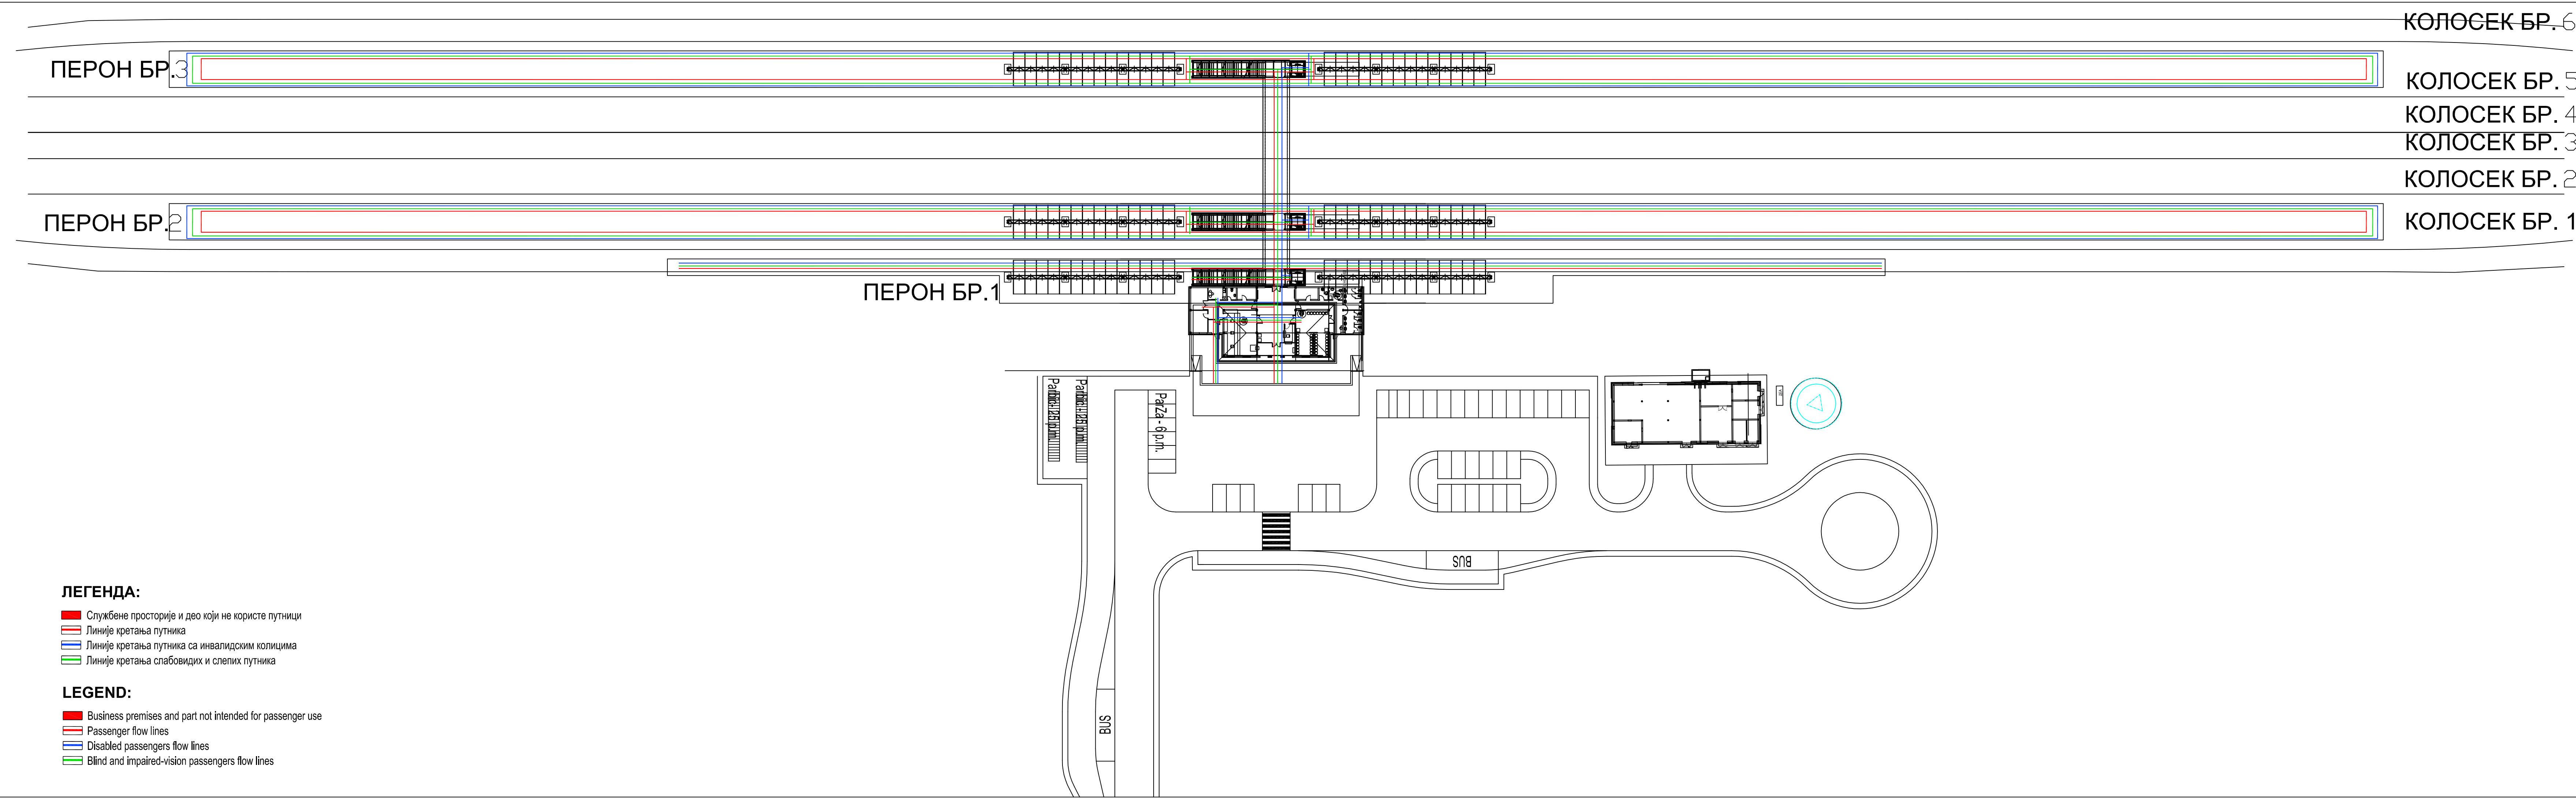 КОЛОСЕК БР. 6
ПЕРОН БР.3
КОЛОСЕК БР. 5
КОЛОСЕК БР. 4
КОЛОСЕК БР. 3
КОЛОСЕК БР. 2
ПЕРОН БР.2
КОЛОСЕК БР. 1
ПЕРОН БР.1
ParZa - 6 p.m.
BUS
BUS
ЛЕГЕНДА:
Службене просторије и део који не користе путници
Линије кретања путника
Линије кретања путника са инвалидским колицима
Линије кретања слабовидих и слепих путника
LEGEND:
Business premises and part not intended for passenger use
Passenger flow lines
Disabled passengers flow lines
Blind and impaired-vision passengers flow lines